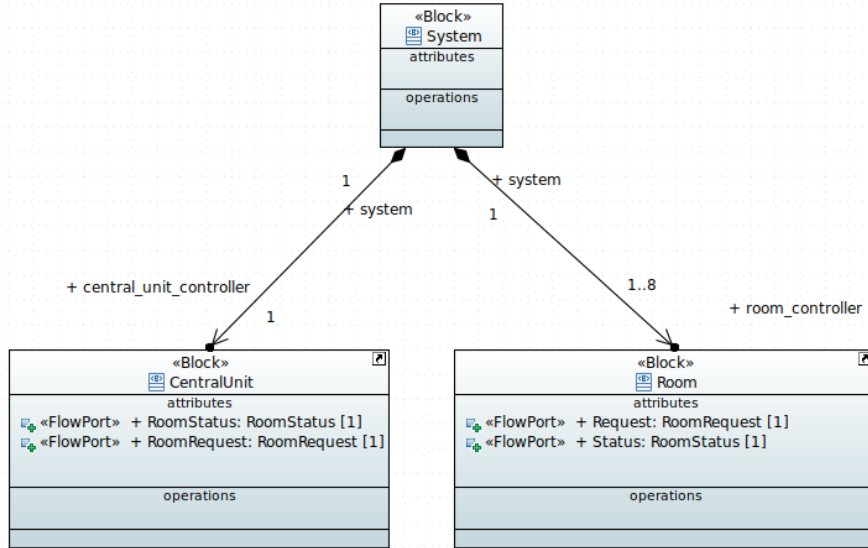 «Block»
System
attributes
operations
1
+ system
+ system
1
+ central_unit_controller
1
1..8
+ room_controller
«Block»
CentralUnit
attributes
«FlowPort» + RoomStatus: RoomStatus [1]
«FlowPort» + RoomRequest: RoomRequest [1]
operations
«Block»
Room
attributes
«FlowPort» + Request: RoomRequest [1]
«FlowPort» + Status: RoomStatus [1]
operations